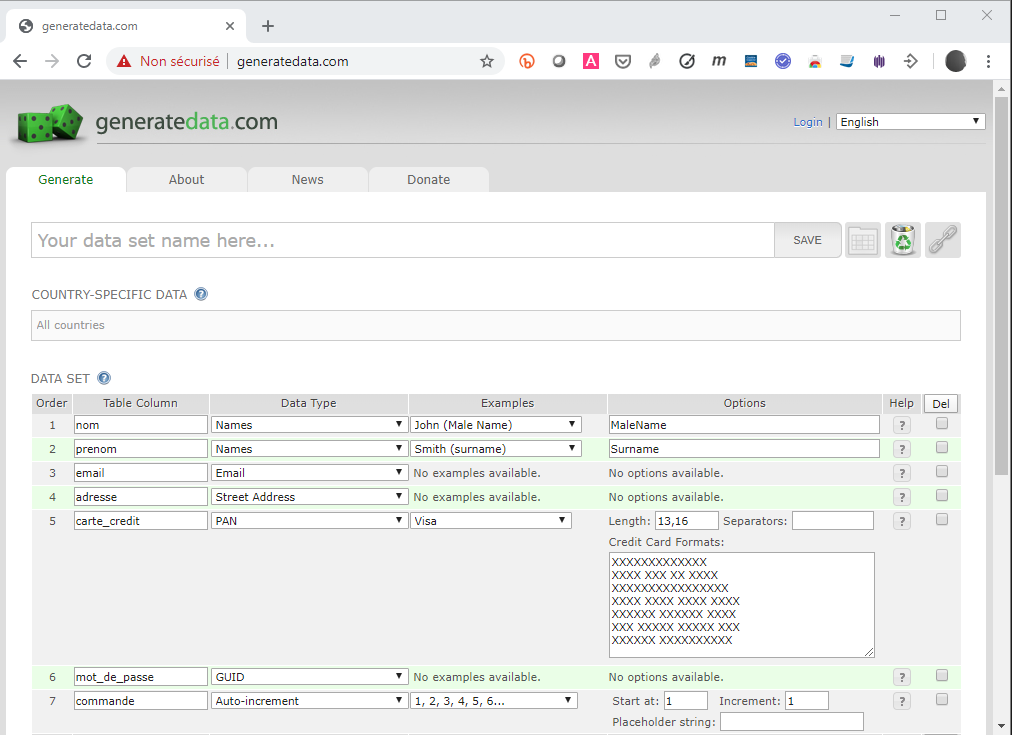 generatedata.com
Non sécurisé generatedata.com
generatedata.com
Login | English
Generate About News Donate
Your data set name here... SAVE
COUNTRY-SPECIFIC DATA ?
All countries
DATA SET ?
Order Table Column Data Type Examples Options Help Del
1 nom Names John (Male Name) MaleName ?
2 prenom Names Smith (surname) Surname ?
3 email Email No examples available. No options available. ?
4 adresse Street Address No examples available. No options available. ?
5 carte_credit PAN Visa Length: 13,16 Separators: ?
Credit Card Formats:
XXXXXXXXXXXXX
XXXX XXX XX XXXX
XXXXXXXXXXXXXXXX
XXXX XXXX XXXX XXXX
XXXXXX XXXXXX XXXX
XXX XXXXX XXXXX XXX
XXXXXX XXXXXXXXXX
6 mot_de_passe GUID No examples available. No options available. ?
7 commande Auto-increment 1, 2, 3, 4, 5, 6... Start at: 1 Increment: 1 ?
Placeholder string: